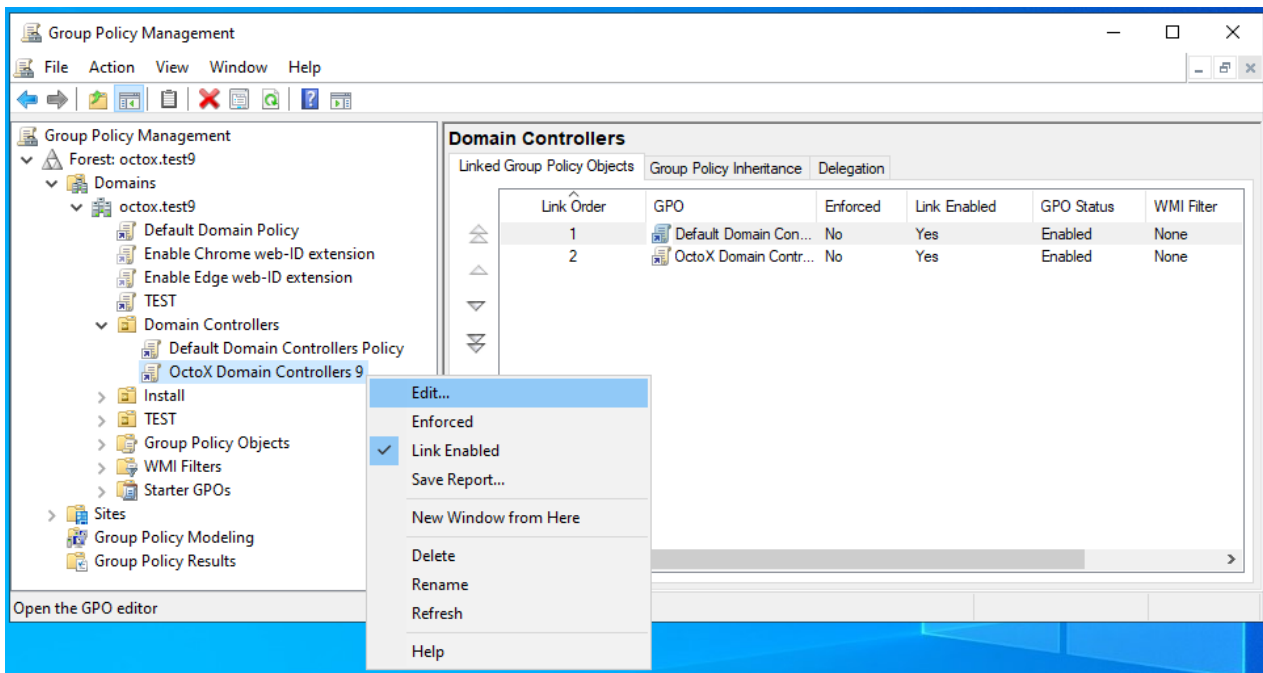 Group Policy Management
File Action View Window Help
Group Policy Management
Forest: octox.test9
Domains
octox.test9
Default Domain Policy
Enable Chrome web-ID extension
Enable Edge web-ID extension
TEST
Domain Controllers
Default Domain Controllers Policy
OctoX Domain Controllers 9
Install
TEST
Group Policy Objects
WMI Filters
Starter GPOs
Sites
Group Policy Modeling
Group Policy Results
Domain Controllers
Linked Group Policy Objects Group Policy Inheritance Delegation
Link Order GPO Enforced Link Enabled GPO Status WMI Filter
1 Default Domain Con... No Yes Enabled None
2 OctoX Domain Contr... No Yes Enabled None
Edit...
Enforced
Link Enabled
Save Report...
New Window from Here
Delete
Rename
Refresh
Help
Open the GPO editor